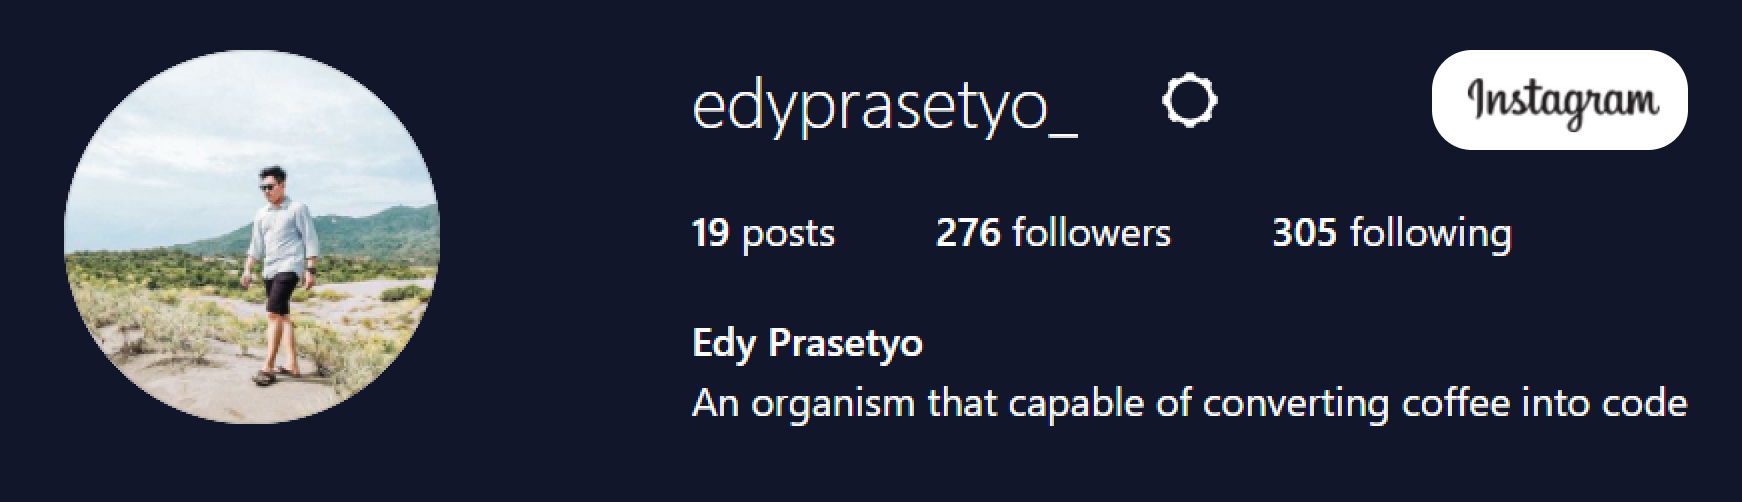 edyprasetyo_
Instagram
19 posts 276 followers 305 following
Edy Prasetyo
An organism that capable of converting coffee into code